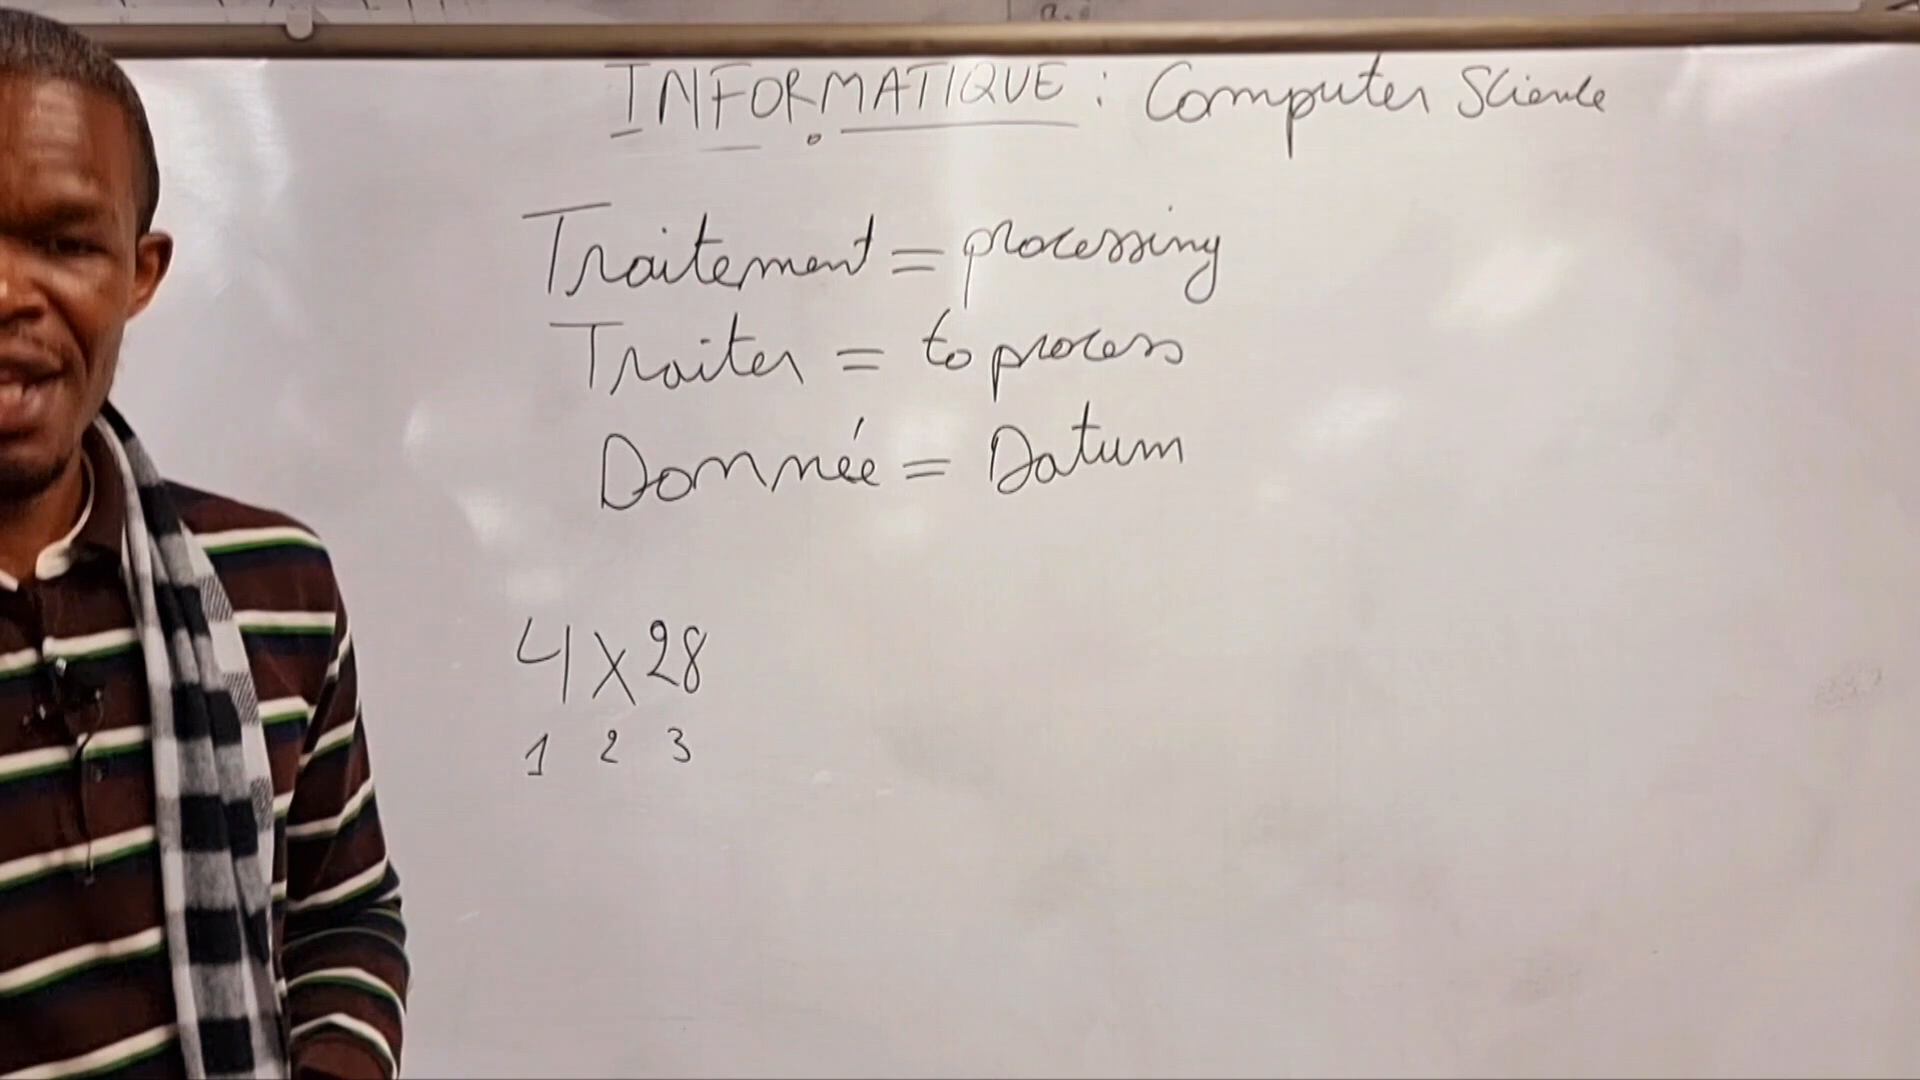 a.
INFORMATIQUE : Computer Science
Traitement = processing
Traiter = to process
Donnée = Datum
4 x 28
1 2 3